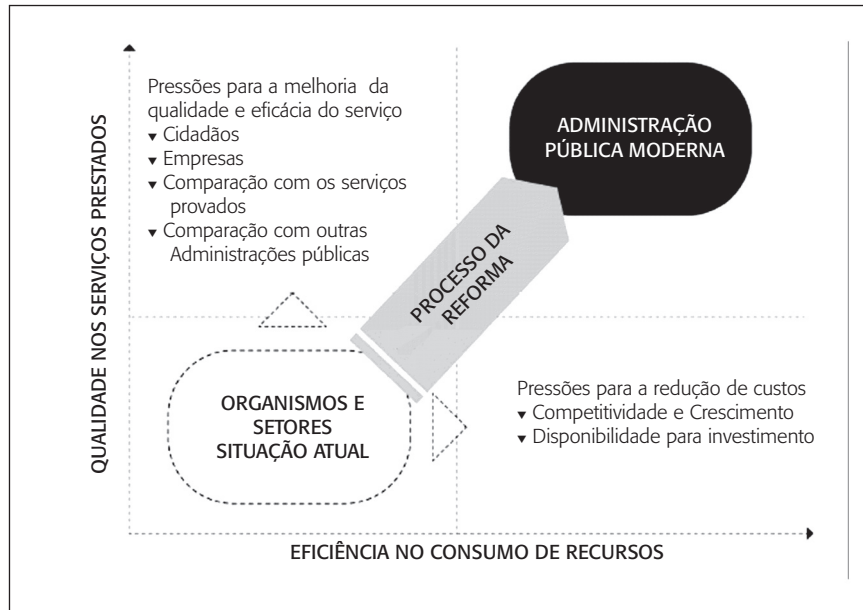 QUALIDADE NOS SERVIÇOS PRESTADOS
Pressões para a melhoria da
qualidade e eficácia do serviço
▾ Cidadãos
▾ Empresas
▾ Comparação com os serviços
provados
▾ Comparação com outras
Administrações públicas
ADMINISTRAÇÃO
PÚBLICA MODERNA
PROCESSO DA
REFORMA
ORGANISMOS E
SETORES
SITUAÇÃO ATUAL
Pressões para a redução de custos
▾ Competitividade e Crescimento
▾ Disponibilidade para investimento
EFICIÊNCIA NO CONSUMO DE RECURSOS